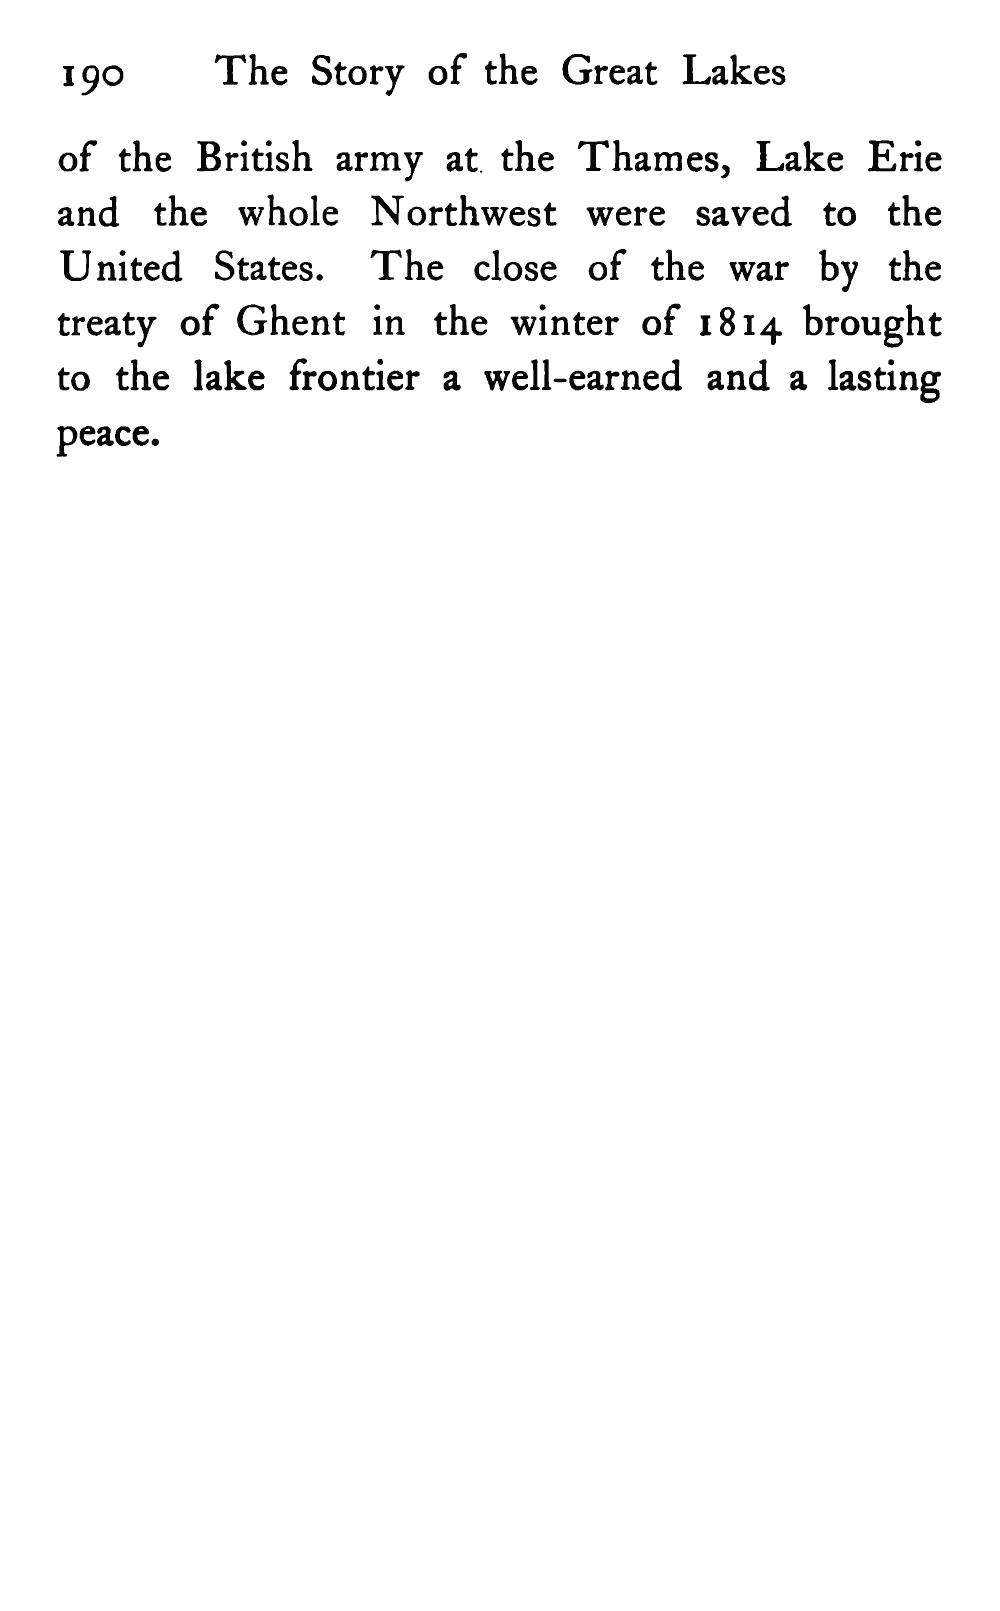 190 The Story of the Great Lakes
of the British army at the Thames, Lake Erie
and the whole Northwest were saved to the
United States. The close of the war by the
treaty of Ghent in the winter of 1814 brought
to the lake frontier a well-earned and a lasting
peace.